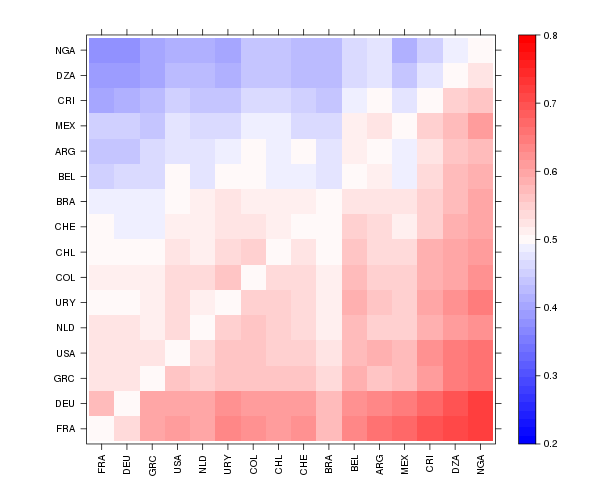 NGA
DZA
CRI
MEX
ARG
BEL
BRA
CHE
CHL
COL
URY
NLD
USA
GRC
DEU
FRA
FRA DEU GRC USA NLD URY COL CHL CHE BRA BEL ARG MEX CRI DZA NGA
0.8
0.7
0.6
0.5
0.4
0.3
0.2